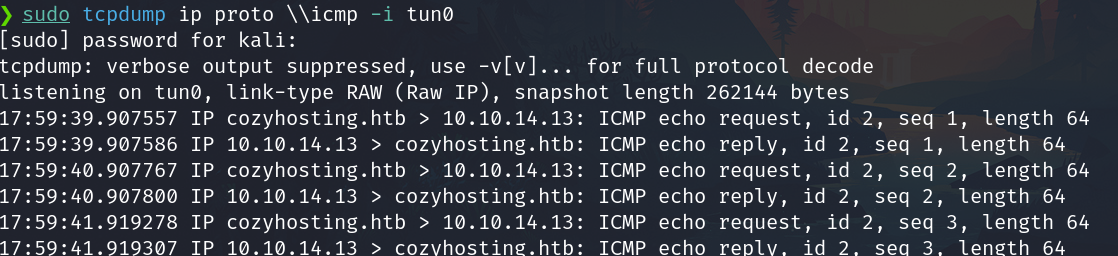 ❯ sudo tcpdump ip proto \\icmp -i tun0
[sudo] password for kali:
tcpdump: verbose output suppressed, use -v[v]... for full protocol decode
listening on tun0, link-type RAW (Raw IP), snapshot length 262144 bytes
17:59:39.907557 IP cozyhosting.htb > 10.10.14.13: ICMP echo request, id 2, seq 1, length 64
17:59:39.907586 IP 10.10.14.13 > cozyhosting.htb: ICMP echo reply, id 2, seq 1, length 64
17:59:40.907767 IP cozyhosting.htb > 10.10.14.13: ICMP echo request, id 2, seq 2, length 64
17:59:40.907800 IP 10.10.14.13 > cozyhosting.htb: ICMP echo reply, id 2, seq 2, length 64
17:59:41.919278 IP cozyhosting.htb > 10.10.14.13: ICMP echo request, id 2, seq 3, length 64
17:59:41.919307 IP 10.10.14.13 > cozyhosting.htb: ICMP echo reply, id 2, seq 3, length 64